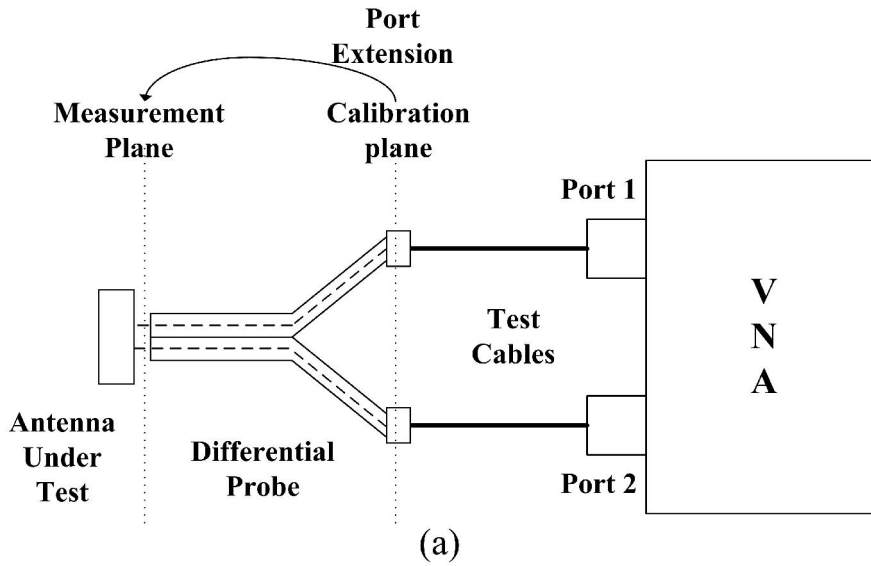 Port
Extension
Measurement
Plane
Calibration
plane
Port 1
V
N
A
Test
Cables
Antenna
Under
Test
Differential
Probe
Port 2
(a)